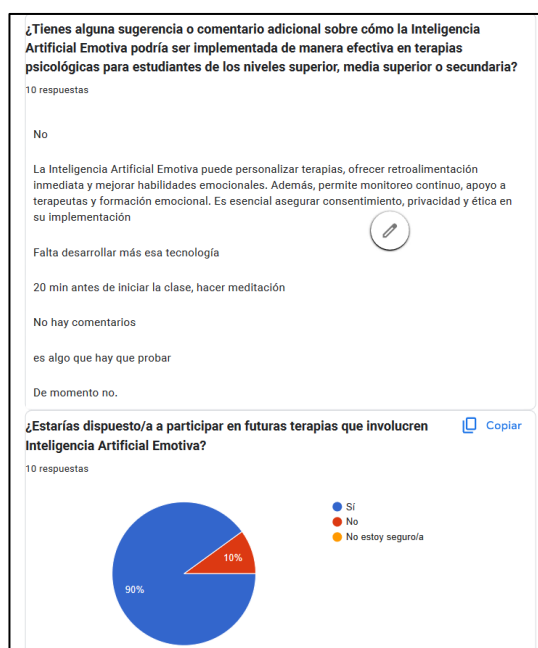 ¿Tienes alguna sugerencia o comentario adicional sobre cómo la Inteligencia
Artificial Emotiva podría ser implementada de manera efectiva en terapias
psicológicas para estudiantes de los niveles superior, media superior o secundaria?
10 respuestas
No
La Inteligencia Artificial Emotiva puede personalizar terapias, ofrecer retroalimentación
inmediata y mejorar habilidades emocionales. Además, permite monitoreo continuo, apoyo a
terapeutas y formación emocional. Es esencial asegurar consentimiento, privacidad y ética en
su implementación
Falta desarrollar más esa tecnología
20 min antes de iniciar la clase, hacer meditación
No hay comentarios
es algo que hay que probar
De momento no.
¿Estarías dispuesto/a a participar en futuras terapias que involucren
Inteligencia Artificial Emotiva?
Copiar
10 respuestas
Sí
No
No estoy seguro/a
10%
90%